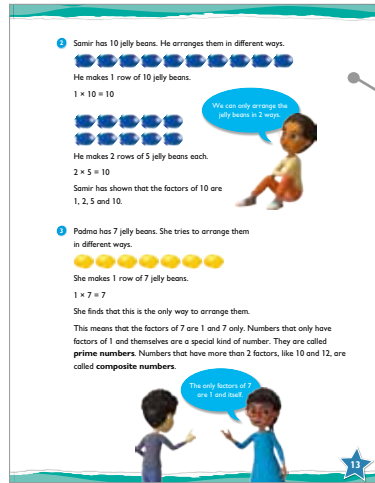 2 Samir has 10 jelly beans. He arranges them in different ways.
He makes 1 row of 10 jelly beans.
1 × 10 = 10
We can only arrange the
jelly beans in 2 ways.
He makes 2 rows of 5 jelly beans each.
2 × 5 = 10
Samir has shown that the factors of 10 are
1, 2, 5 and 10.
3 Padma has 7 jelly beans. She tries to arrange them
in different ways.
She makes 1 row of 7 jelly beans.
1 × 7 = 7
She finds that this is the only way to arrange them.
This means that the factors of 7 are 1 and 7 only. Numbers that only have
factors of 1 and themselves are a special kind of number. They are called
prime numbers. Numbers that have more than 2 factors, like 10 and 12, are
called composite numbers.
The only factors of 7
are 1 and itself.
13